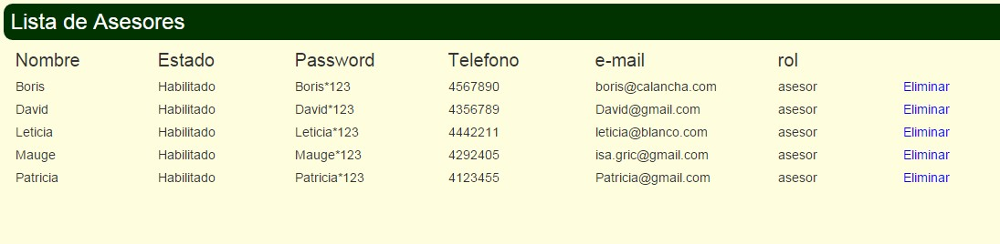 Lista de Asesores
Nombre Estado Password Telefono e-mail rol
Boris Habilitado Boris*123 4567890 boris@calancha.com asesor Eliminar
David Habilitado David*123 4356789 David@gmail.com asesor Eliminar
Leticia Habilitado Leticia*123 4442211 leticia@blanco.com asesor Eliminar
Mauge Habilitado Mauge*123 4292405 isa.gric@gmail.com asesor Eliminar
Patricia Habilitado Patricia*123 4123455 Patricia@gmail.com asesor Eliminar